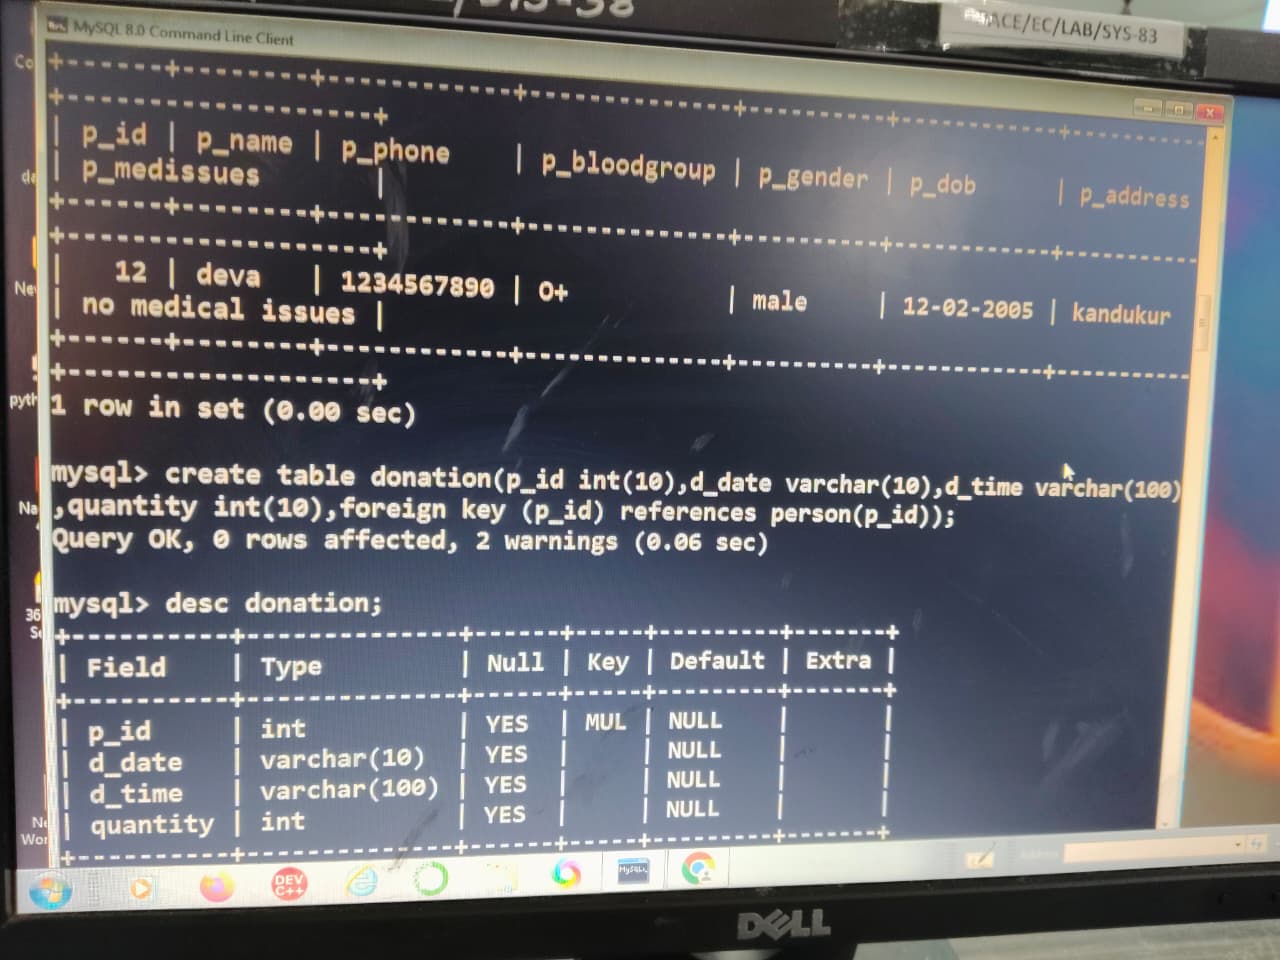 MySQL 8.0 Command Line Client
ACE/EC/LAB/SYS-83
+------+--------+------------+--------------+----------+------------+----------
+-------------------+
| p_id | p_name | p_phone | p_bloodgroup | p_gender | p_dob | p_address
| p_medissues |
+------+--------+------------+--------------+----------+------------+----------
+-------------------+
| 12 | deva | 1234567890 | O+ | male | 12-02-2005 | kandukur
| no medical issues |
+------+--------+------------+--------------+----------+------------+----------
+-------------------+
1 row in set (0.00 sec)
mysql> create table donation(p_id int(10),d_date varchar(10),d_time varchar(100)
,quantity int(10),foreign key (p_id) references person(p_id));
Query OK, 0 rows affected, 2 warnings (0.06 sec)
mysql> desc donation;
+----------+--------------+------+-----+---------+-------+
| Field | Type | Null | Key | Default | Extra |
+----------+--------------+------+-----+---------+-------+
| p_id | int | YES | MUL | NULL | |
| d_date | varchar(10) | YES | | NULL | |
| d_time | varchar(100) | YES | | NULL | |
| quantity | int | YES | | NULL | |
+----------+--------------+------+-----+---------+-------+
DEV
C++
MySQL
DELL